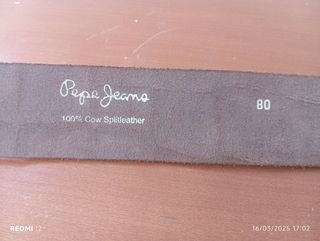 Pepe Jeans
80
100% Cow Splitleather
REDMI 12
16/03/2025 17:02